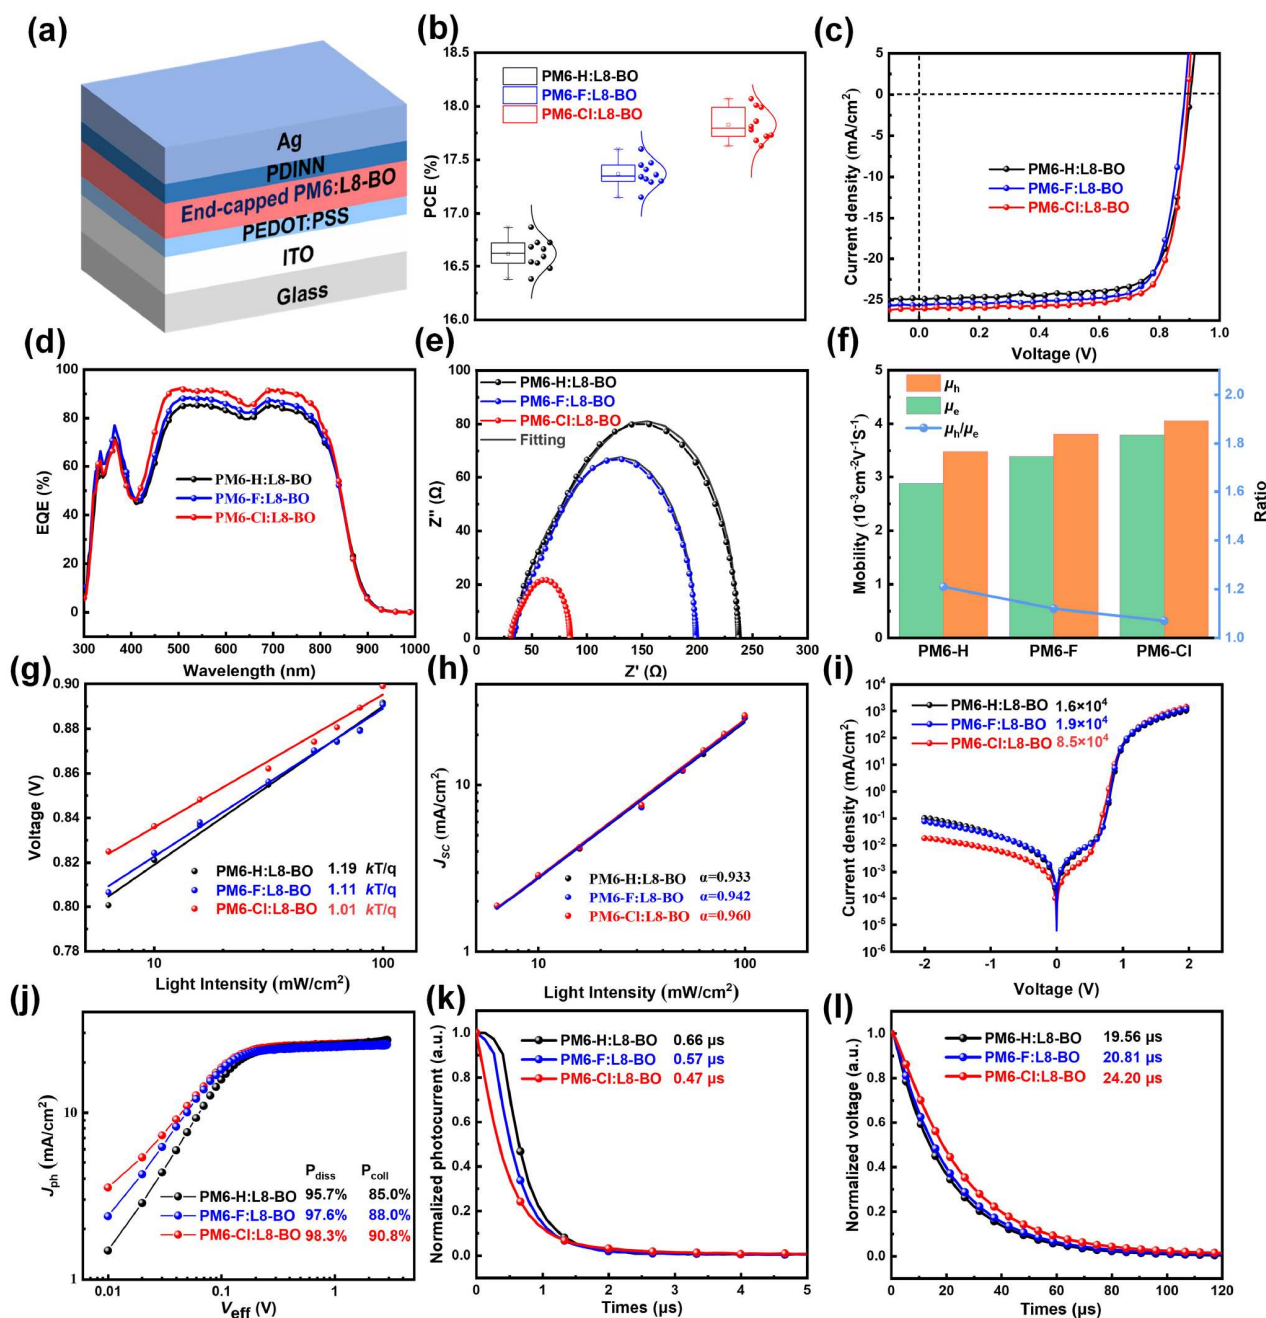 (a)
Ag
PDINN
End-capped PM6:L8-BO
PEDOT:PSS
ITO
Glass
(b)
18.5
18.0
17.5
17.0
16.5
16.0
PCE (%)
PM6-H:L8-BO
PM6-F:L8-BO
PM6-Cl:L8-BO
(c)
5
0
-5
-10
-15
-20
-25
Current density (mA/cm²)
PM6-H:L8-BO
PM6-F:L8-BO
PM6-Cl:L8-BO
0.0 0.2 0.4 0.6 0.8 1.0
Voltage (V)
(d)
100
80
60
40
20
0
EQE (%)
PM6-H:L8-BO
PM6-F:L8-BO
PM6-Cl:L8-BO
300 400 500 600 700 800 900 1000
Wavelength (nm)
(e)
100
80
60
40
20
0
Z'' (Ω)
PM6-H:L8-BO
PM6-F:L8-BO
PM6-Cl:L8-BO
Fitting
0 50 100 150 200 250 300
Z' (Ω)
(f)
5
4
3
2
1
0
Mobility (10⁻³cm⁻²V⁻¹S⁻¹)
μh
μe
μh/μe
2.0
1.8
1.6
1.4
1.2
1.0
Ratio
PM6-H PM6-F PM6-Cl
(g)
0.90
0.88
0.86
0.84
0.82
0.80
0.78
Voltage (V)
PM6-H:L8-BO 1.19 kT/q
PM6-F:L8-BO 1.11 kT/q
PM6-Cl:L8-BO 1.01 kT/q
10 100
Light Intensity (mW/cm²)
(h)
10
1
JSC (mA/cm²)
PM6-H:L8-BO α=0.933
PM6-F:L8-BO α=0.942
PM6-Cl:L8-BO α=0.960
10 100
Light Intensity (mW/cm²)
(i)
10⁴
10³
10²
10¹
10⁰
10⁻¹
10⁻²
10⁻³
10⁻⁴
10⁻⁵
10⁻⁶
Current density (mA/cm²)
PM6-H:L8-BO 1.6×10⁴
PM6-F:L8-BO 1.9×10⁴
PM6-Cl:L8-BO 8.5×10⁴
-2 -1 0 1 2
Voltage (V)
(j)
10
1
Jph (mA/cm²)
Pdiss Pcoll
PM6-H:L8-BO 95.7% 85.0%
PM6-F:L8-BO 97.6% 88.0%
PM6-Cl:L8-BO 98.3% 90.8%
0.01 0.1 1
Veff (V)
(k)
1.0
0.8
0.6
0.4
0.2
0.0
Normalized photocurrent (a.u.)
PM6-H:L8-BO 0.66 μs
PM6-F:L8-BO 0.57 μs
PM6-Cl:L8-BO 0.47 μs
0 1 2 3 4 5
Times (μs)
(l)
1.0
0.8
0.6
0.4
0.2
0.0
Normalized voltage (a.u.)
PM6-H:L8-BO 19.56 μs
PM6-F:L8-BO 20.81 μs
PM6-Cl:L8-BO 24.20 μs
0 20 40 60 80 100 120
Times (μs)